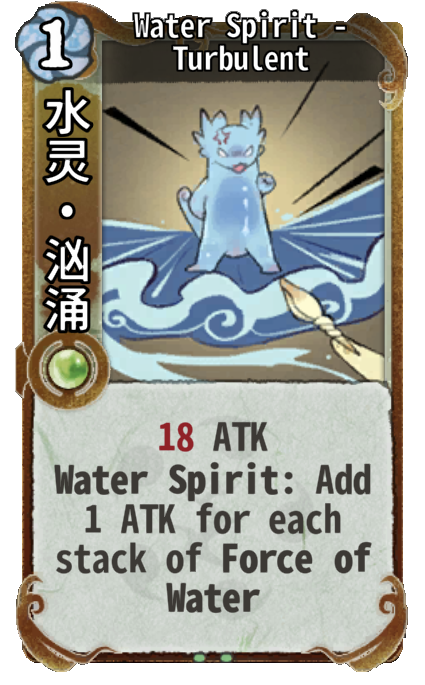 1
Water Spirit -
Turbulent
水灵·汹涌
18 ATK
Water Spirit: Add
1 ATK for each
stack of Force of
Water